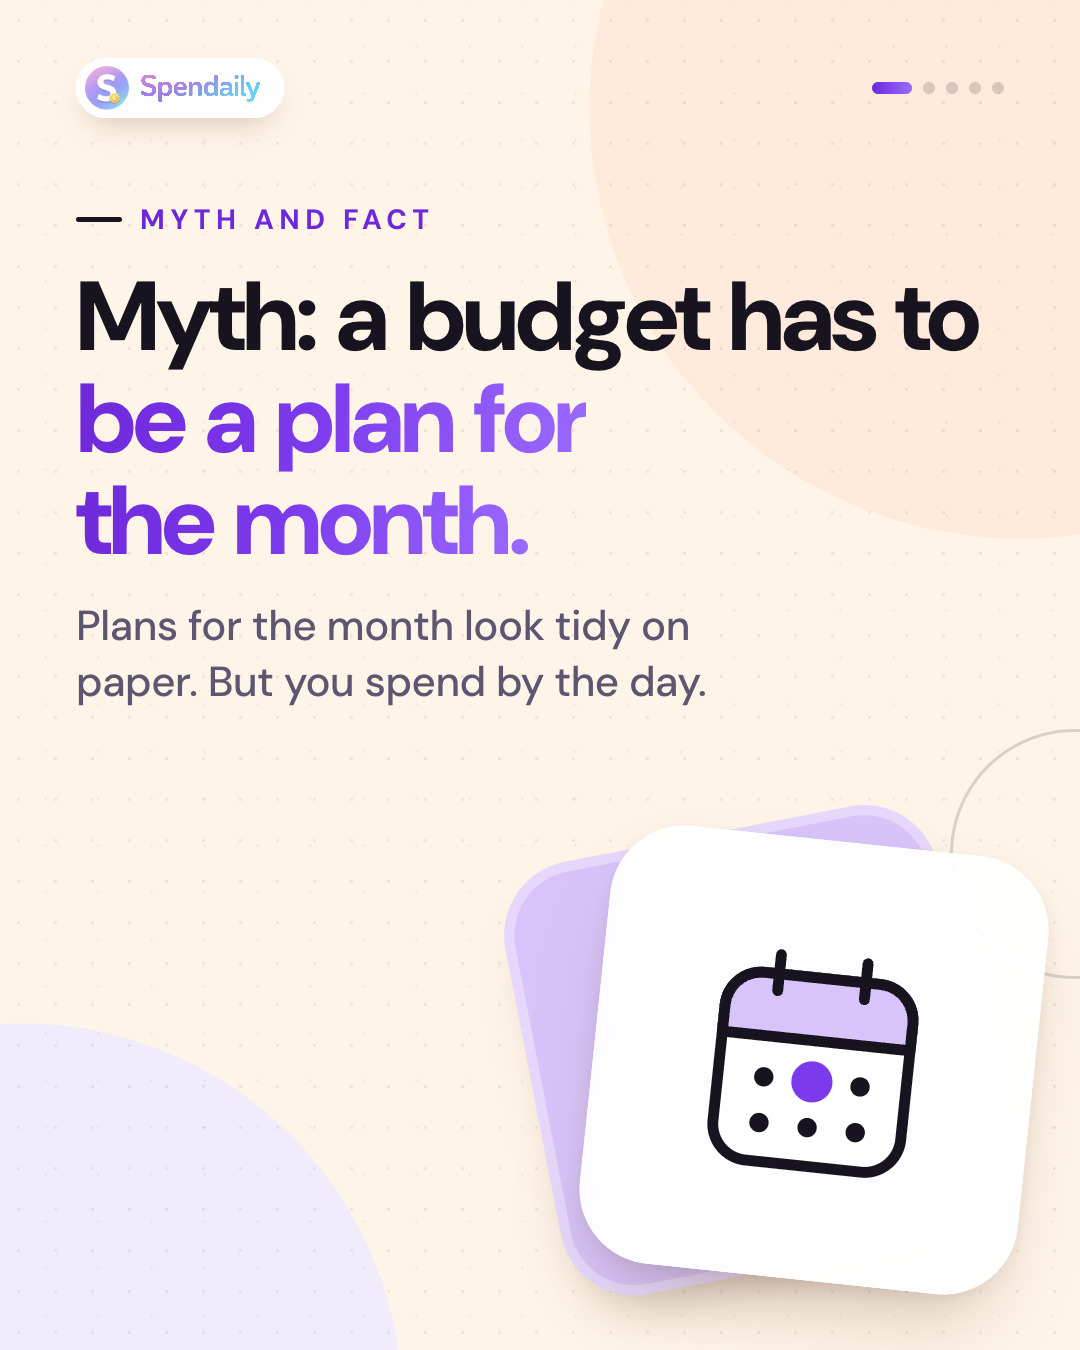 Spendaily
MYTH AND FACT
Myth: a budget has to
be a plan for
the month.
Plans for the month look tidy on
paper. But you spend by the day.